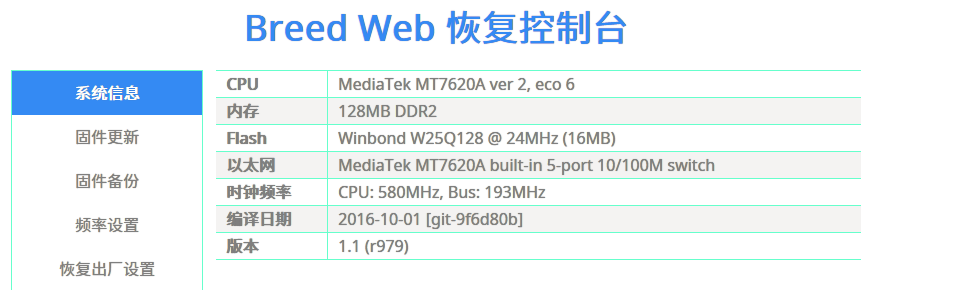 Breed Web 恢复控制台
系统信息
固件更新
固件备份
频率设置
恢复出厂设置
CPU MediaTek MT7620A ver 2, eco 6
内存 128MB DDR2
Flash Winbond W25Q128 @ 24MHz (16MB)
以太网 MediaTek MT7620A built-in 5-port 10/100M switch
时钟频率 CPU: 580MHz, Bus: 193MHz
编译日期 2016-10-01 [git-9f6d80b]
版本 1.1 (r979)